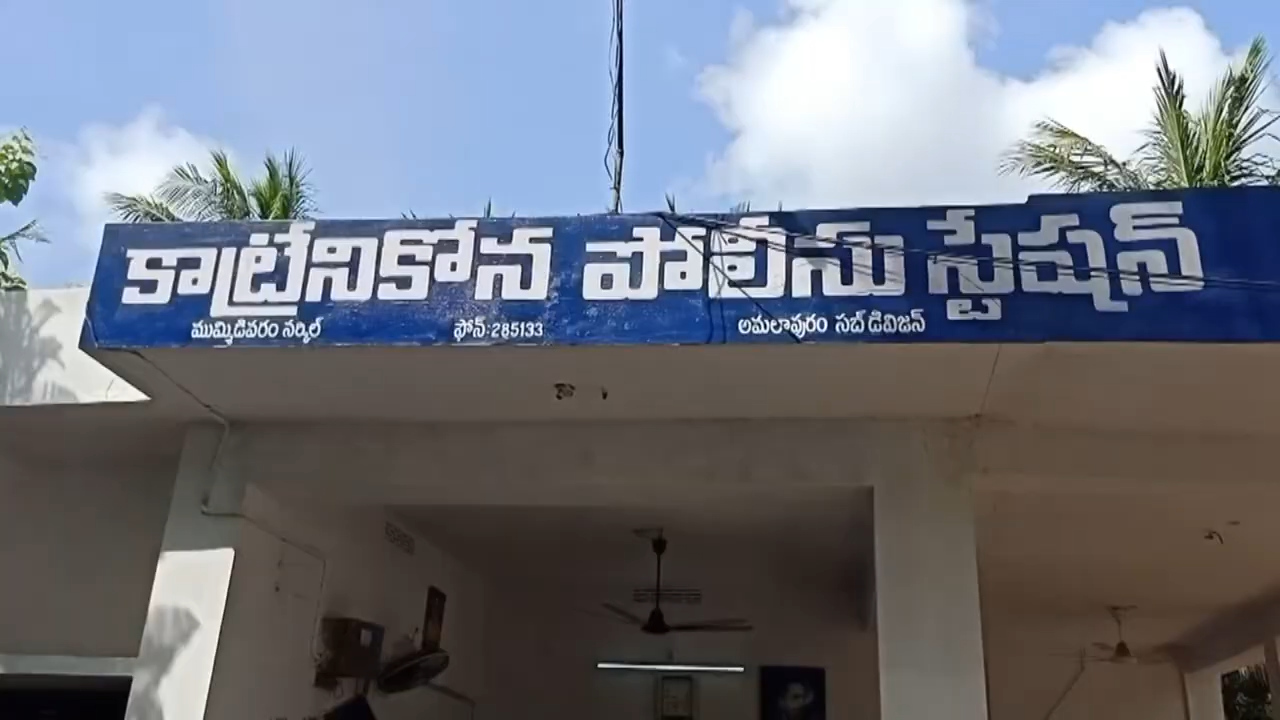 కాట్రేనికోన పోలీసు స్టేషన్
ముమ్మిడివరం సర్కిల్ ఫోన్:285133 అమలాపురం సబ్ డివిజన్